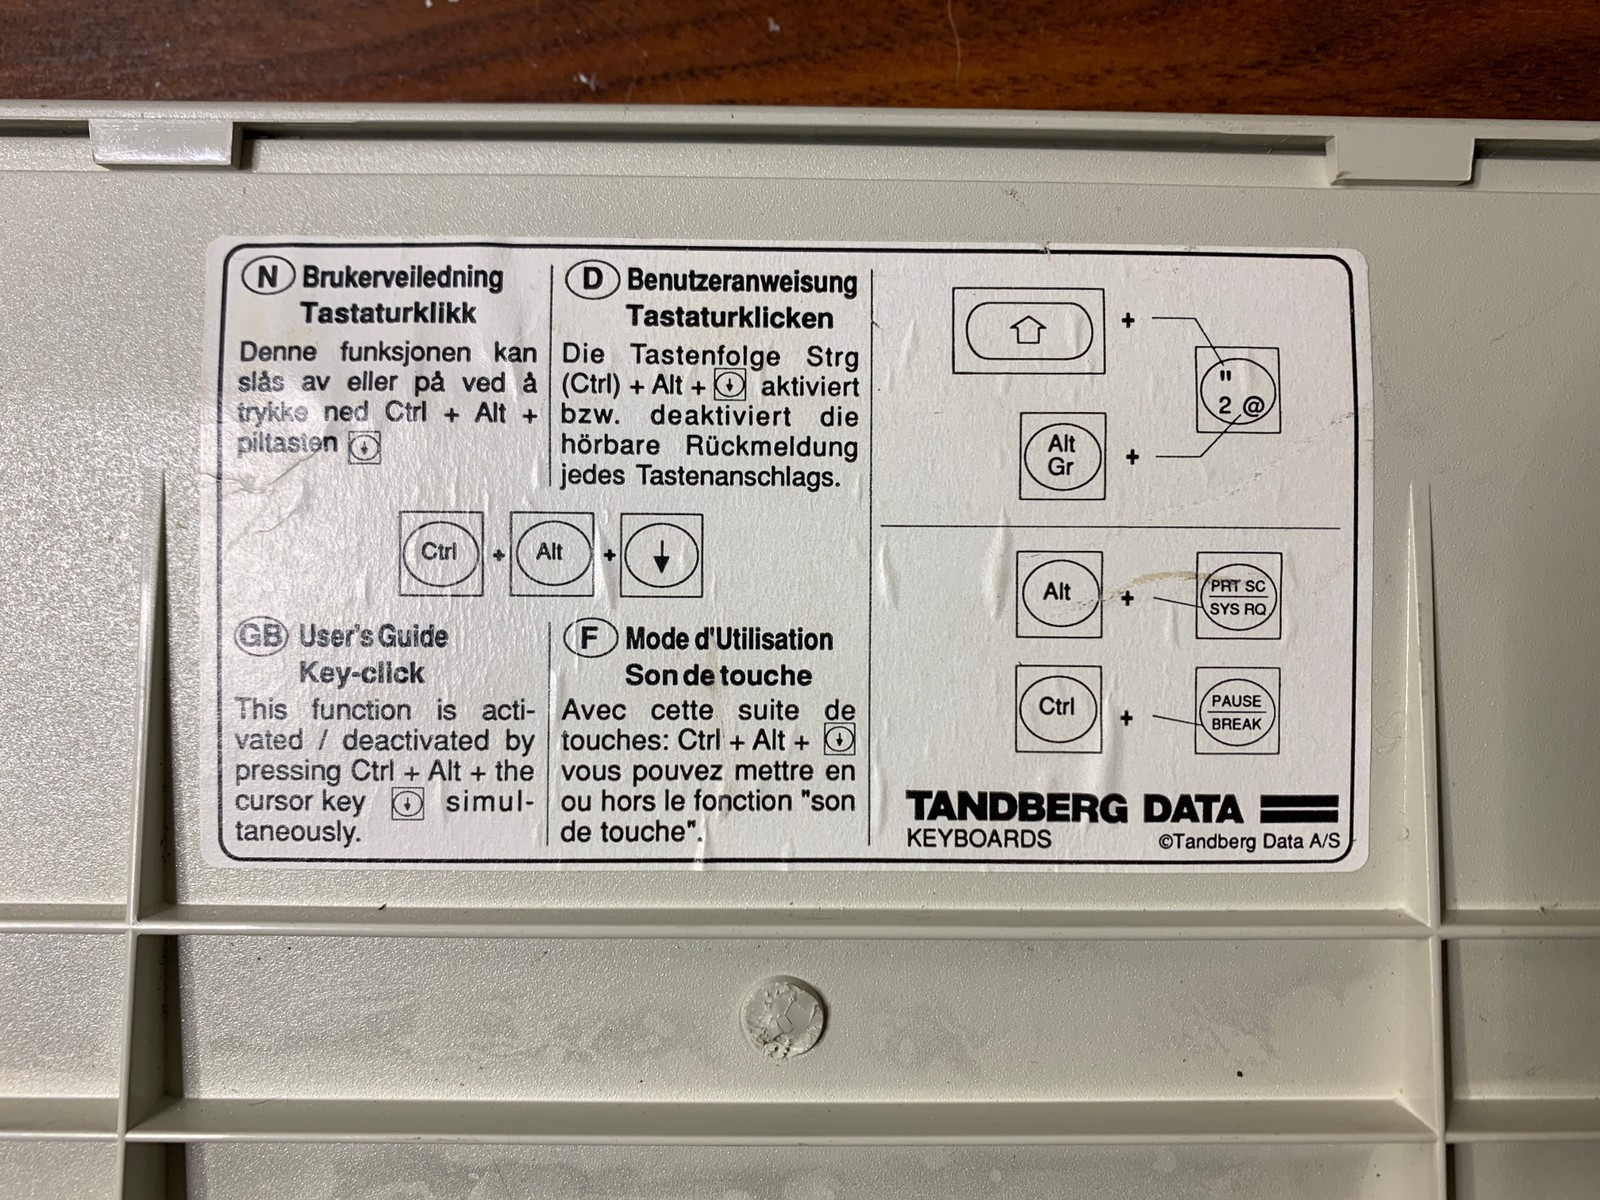 N Brukerveiledning
Tastaturklikk
Denne funksjonen kan
slås av eller på ved å
trykke ned Ctrl + Alt +
piltasten ↓
D Benutzeranweisung
Tastaturklicken
Die Tastenfolge Strg
(Ctrl) + Alt + ↓ aktiviert
bzw. deaktiviert die
hörbare Rückmeldung
jedes Tastenanschlags.
Ctrl + Alt + ↓
GB User's Guide
Key-click
This function is acti-
vated / deactivated by
pressing Ctrl + Alt + the
cursor key ↓ simul-
taneously.
F Mode d'Utilisation
Son de touche
Avec cette suite de
touches: Ctrl + Alt + ↓
vous pouvez mettre en
ou hors le fonction "son
de touche".
⇧ +
"
2 @
Alt
Gr +
Alt + PRT SC
SYS RQ
Ctrl + PAUSE
BREAK
TANDBERG DATA
KEYBOARDS ©Tandberg Data A/S